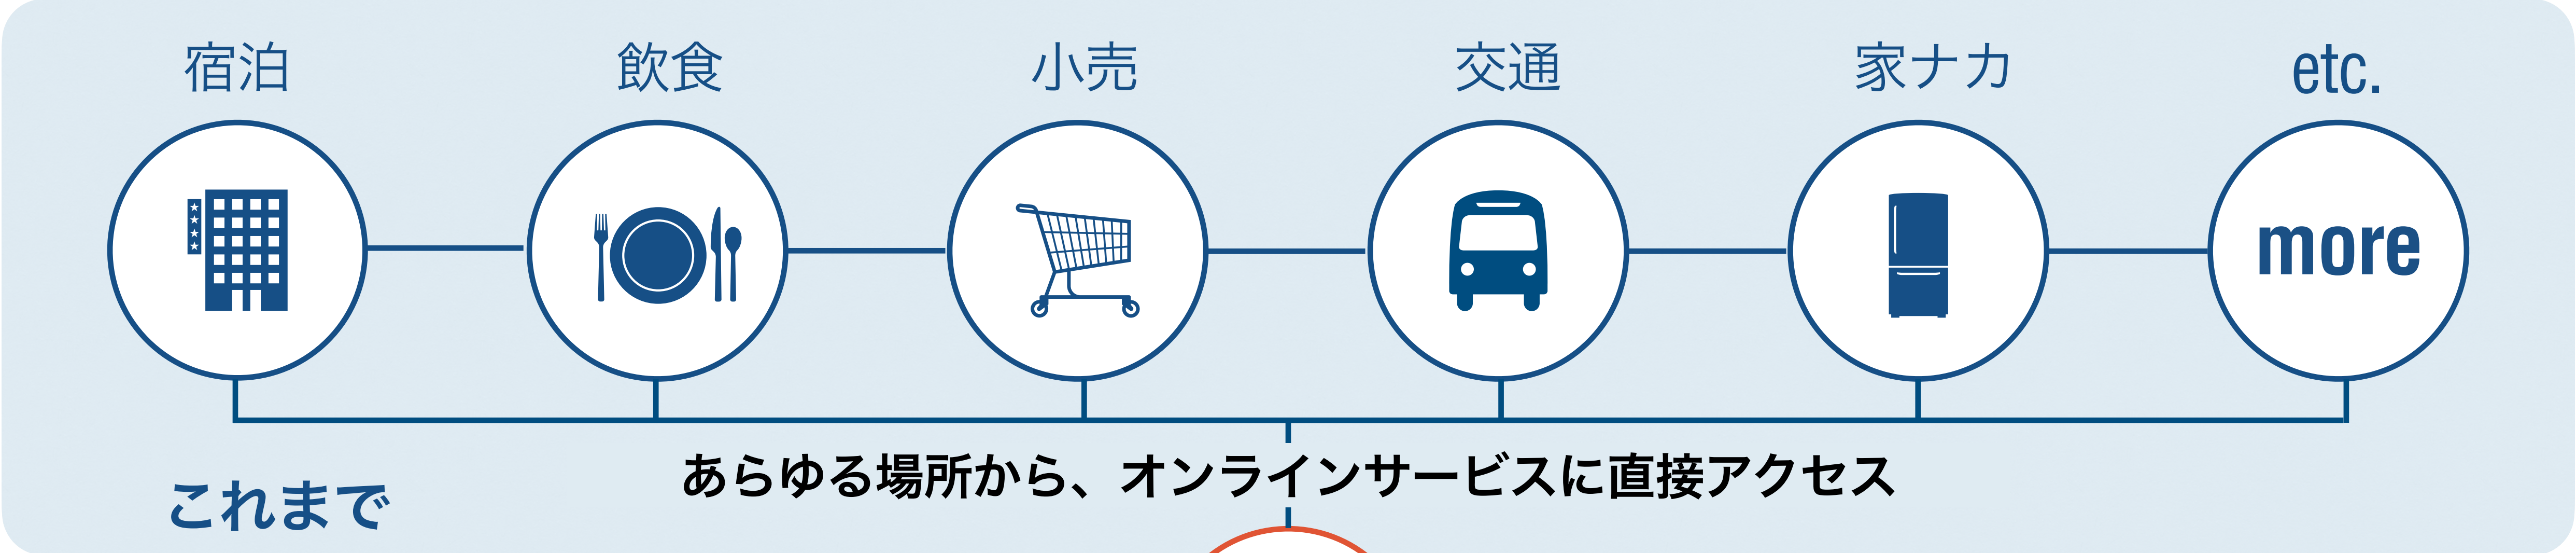 宿泊
飲食
小売
交通
家ナカ
etc.
more
あらゆる場所から、オンラインサービスに直接アクセス
これまで